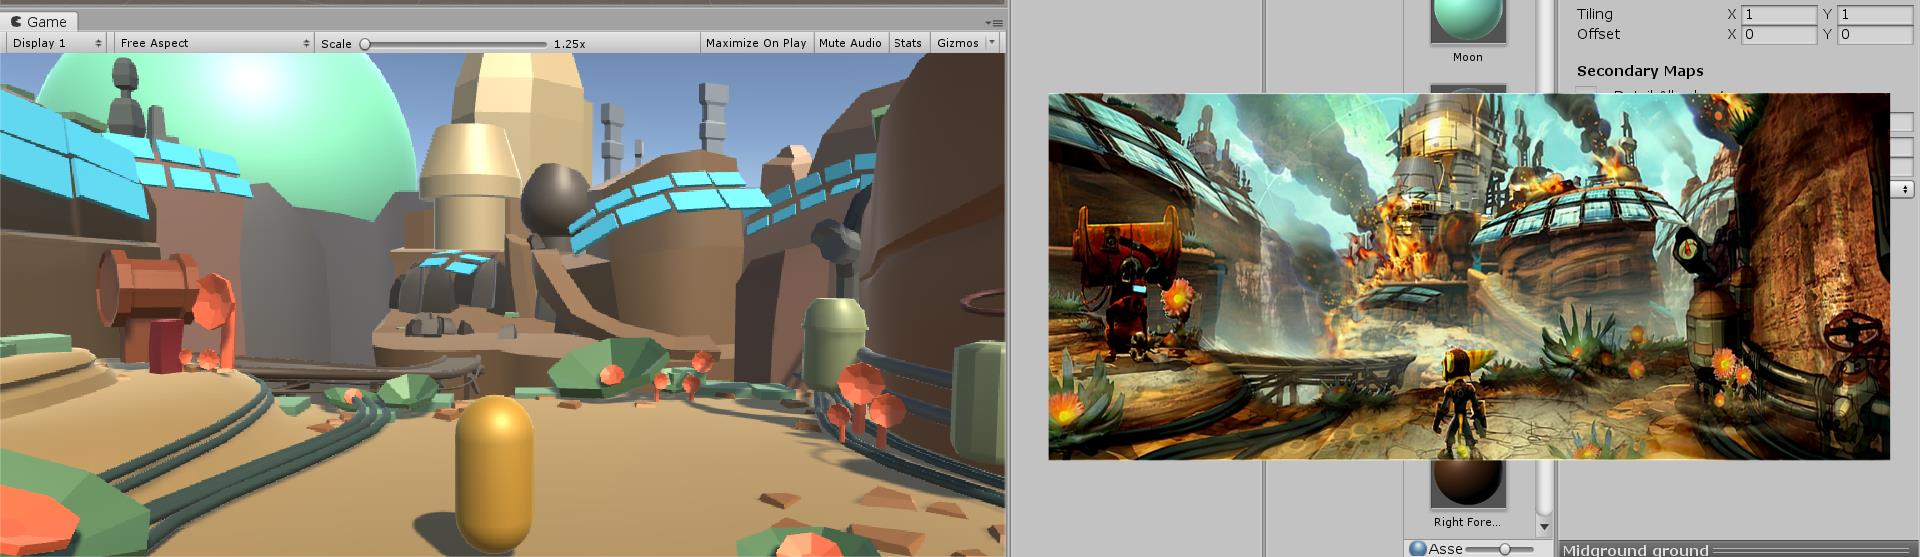 Game
Display 1
Free Aspect
Scale
1.25x
Maximize On Play
Mute Audio
Stats
Gizmos
Moon
Tiling
X 1
Y 1
Offset
X 0
Y 0
Secondary Maps
Right Fore...
Asse
Midground ground